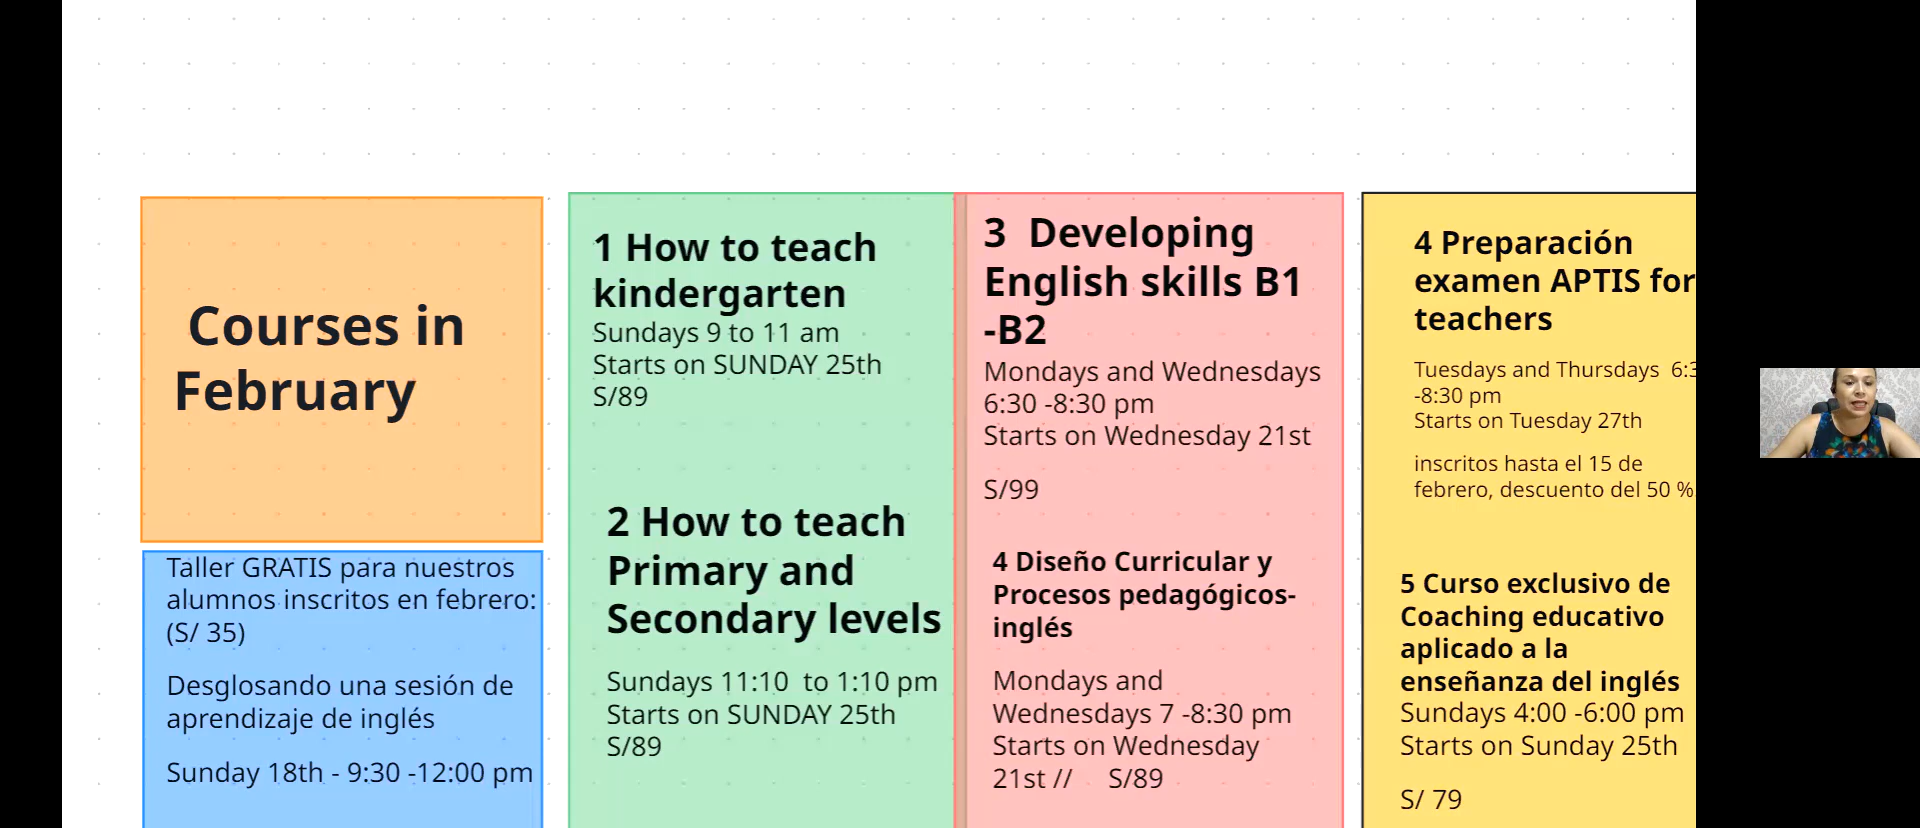 Courses in
February
Taller GRATIS para nuestros
alumnos inscritos en febrero:
(S/ 35)
Desglosando una sesión de
aprendizaje de inglés
Sunday 18th - 9:30 -12:00 pm
1 How to teach
kindergarten
Sundays 9 to 11 am
Starts on SUNDAY 25th
S/89
2 How to teach
Primary and
Secondary levels
Sundays 11:10 to 1:10 pm
Starts on SUNDAY 25th
S/89
3 Developing
English skills B1
-B2
Mondays and Wednesdays
6:30 -8:30 pm
Starts on Wednesday 21st
S/99
4 Diseño Curricular y
Procesos pedagógicos-
inglés
Mondays and
Wednesdays 7 -8:30 pm
Starts on Wednesday
21st // S/89
4 Preparación
examen APTIS for
teachers
Tuesdays and Thursdays
-8:30 pm
Starts on Tuesday 27th
inscritos hasta el 15 de
febrero, descuento del 50 %
5 Curso exclusivo de
Coaching educativo
aplicado a la
enseñanza del inglés
Sundays 4:00 -6:00 pm
Starts on Sunday 25th
S/ 79